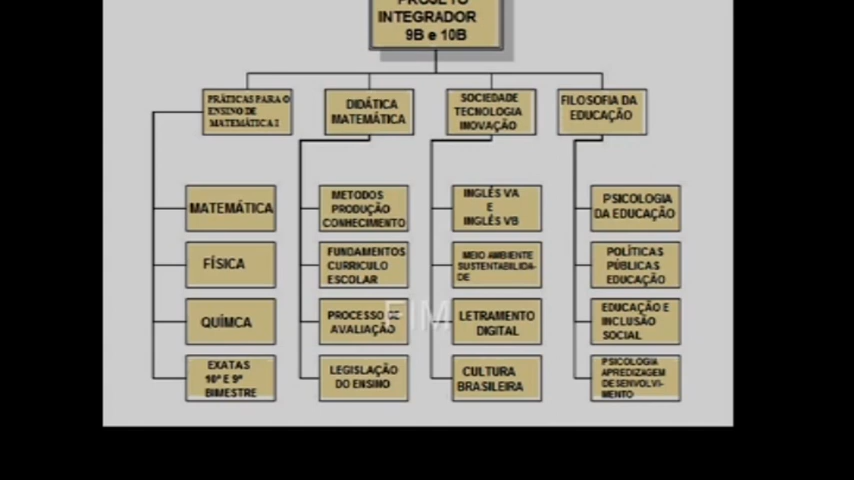 PROJETO
INTEGRADOR
9B e 10B
PRÁTICAS PARA O
ENSINO DE
MATEMÁTICA I
DIDÁTICA
MATEMÁTICA
SOCIEDADE
TECNOLOGIA
INOVAÇÃO
FILOSOFIA DA
EDUCAÇÃO
MATEMÁTICA
METODOS
PRODUÇÃO
CONHECIMENTO
INGLÊS VA
E
INGLÊS VB
PSICOLOGIA
DA EDUCAÇÃO
FÍSICA
FUNDAMENTOS
CURRICULO
ESCOLAR
MEIO AMBIENTE
SUSTENTABILIDA-
DE
POLÍTICAS
PÚBLICAS
EDUCAÇÃO
QUÍMCA
PROCESSO DE
AVALIAÇÃO
FIM
LETRAMENTO
DIGITAL
EDUCAÇÃO E
INCLUSÃO
SOCIAL
EXATAS
10º E 9º
BIMESTRE
LEGISLAÇÃO
DO ENSINO
CULTURA
BRASILEIRA
PSICOLOGIA
APREDIZAGEM
DESENVOLVI-
MENTO